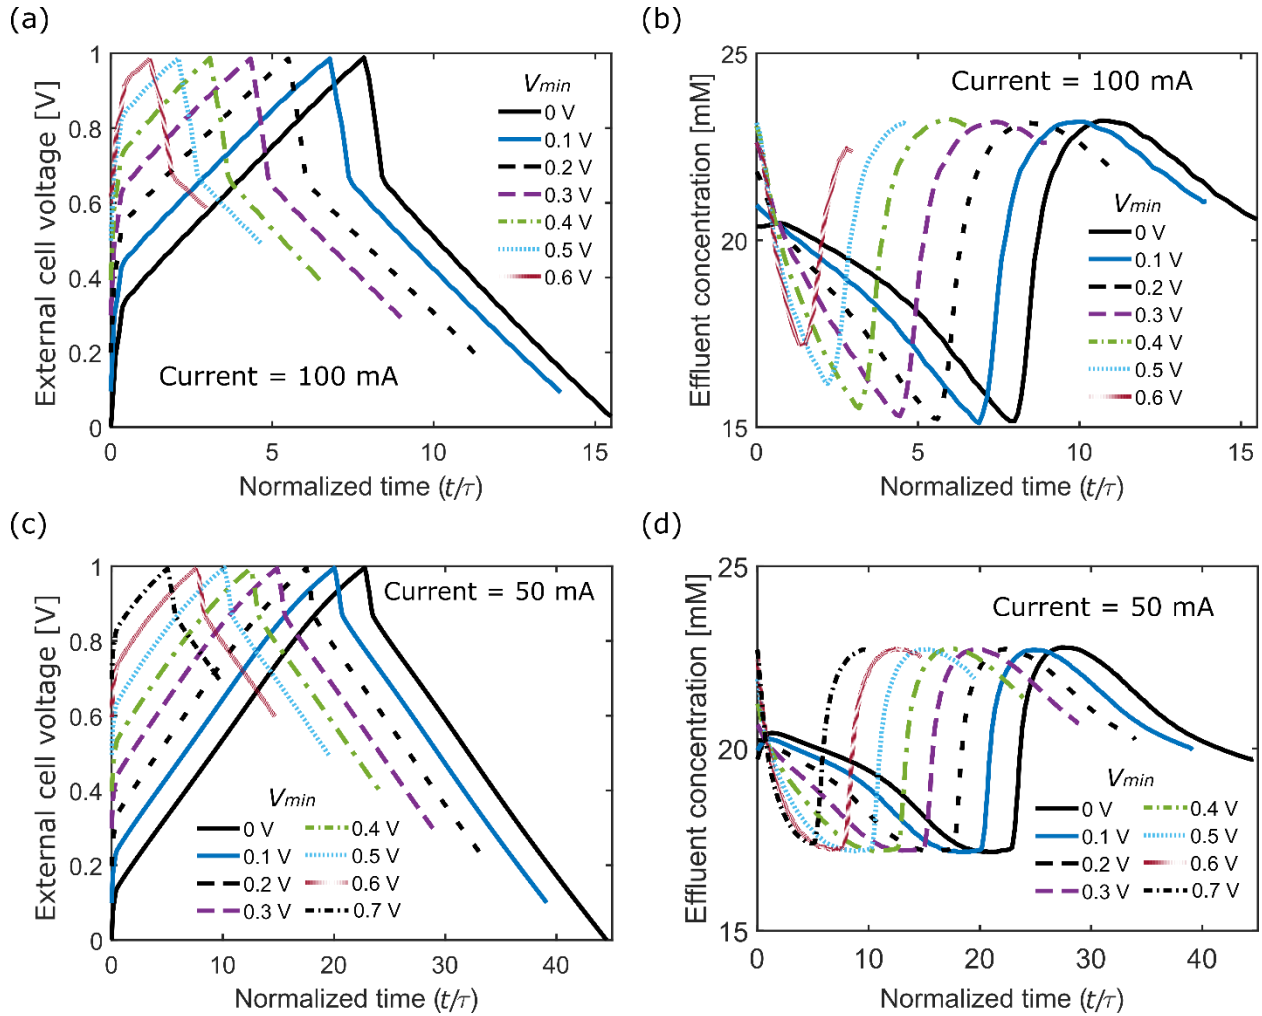 (a)
External cell voltage [V]
1
0.8
0.6
0.4
0.2
0
0 5 10 15
Normalized time (t/τ)
Vmin
0 V
0.1 V
0.2 V
0.3 V
0.4 V
0.5 V
0.6 V
Current = 100 mA
(b)
Effluent concentration [mM]
25
20
15
0 5 10 15
Normalized time (t/τ)
Current = 100 mA
Vmin
0 V
0.1 V
0.2 V
0.3 V
0.4 V
0.5 V
0.6 V
(c)
External cell voltage [V]
1
0.8
0.6
0.4
0.2
0
0 10 20 30 40
Normalized time (t/τ)
Current = 50 mA
Vmin
0 V 0.4 V
0.1 V 0.5 V
0.2 V 0.6 V
0.3 V 0.7 V
(d)
Effluent concentration [mM]
25
20
15
0 10 20 30 40
Normalized time (t/τ)
Current = 50 mA
Vmin
0 V 0.4 V
0.1 V 0.5 V
0.2 V 0.6 V
0.3 V 0.7 V